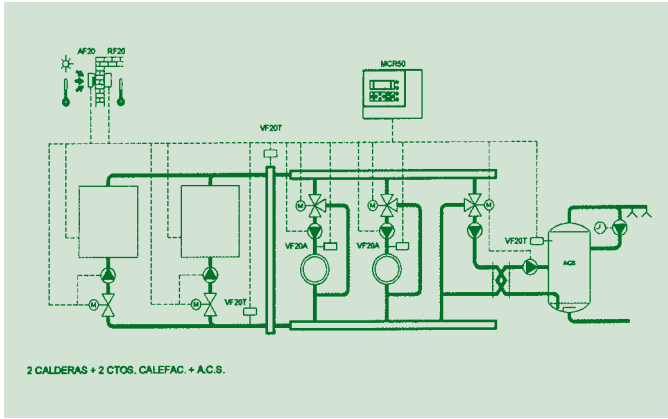 AF20 RF20
MCR50
VF20T
M M M
VF20T
VF20A VF20A
ACS
M M
VF20T
2 CALDERAS + 2 CTOS. CALEFAC. + A.C.S.